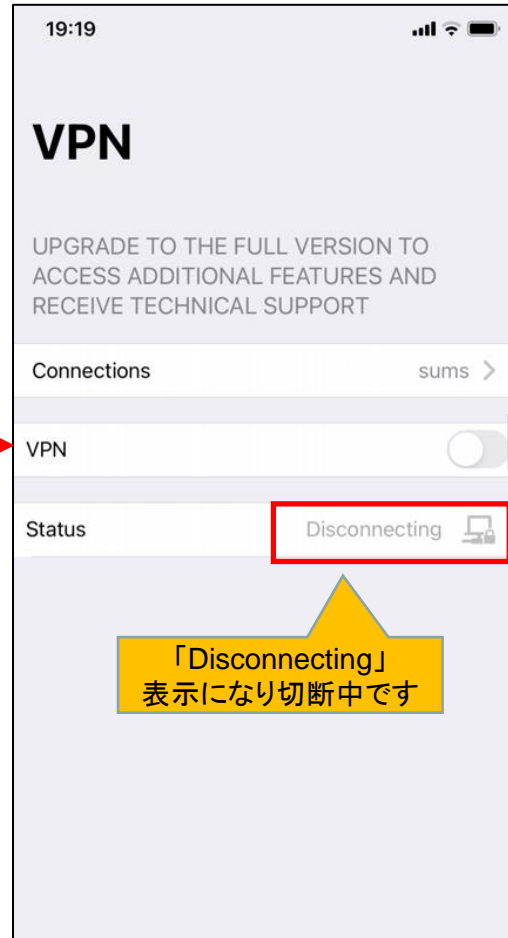 19:19
VPN
UPGRADE TO THE FULL VERSION TO
ACCESS ADDITIONAL FEATURES AND
RECEIVE TECHNICAL SUPPORT
Connections sums
VPN
Status Disconnecting
「Disconnecting」
表示になり切断中です